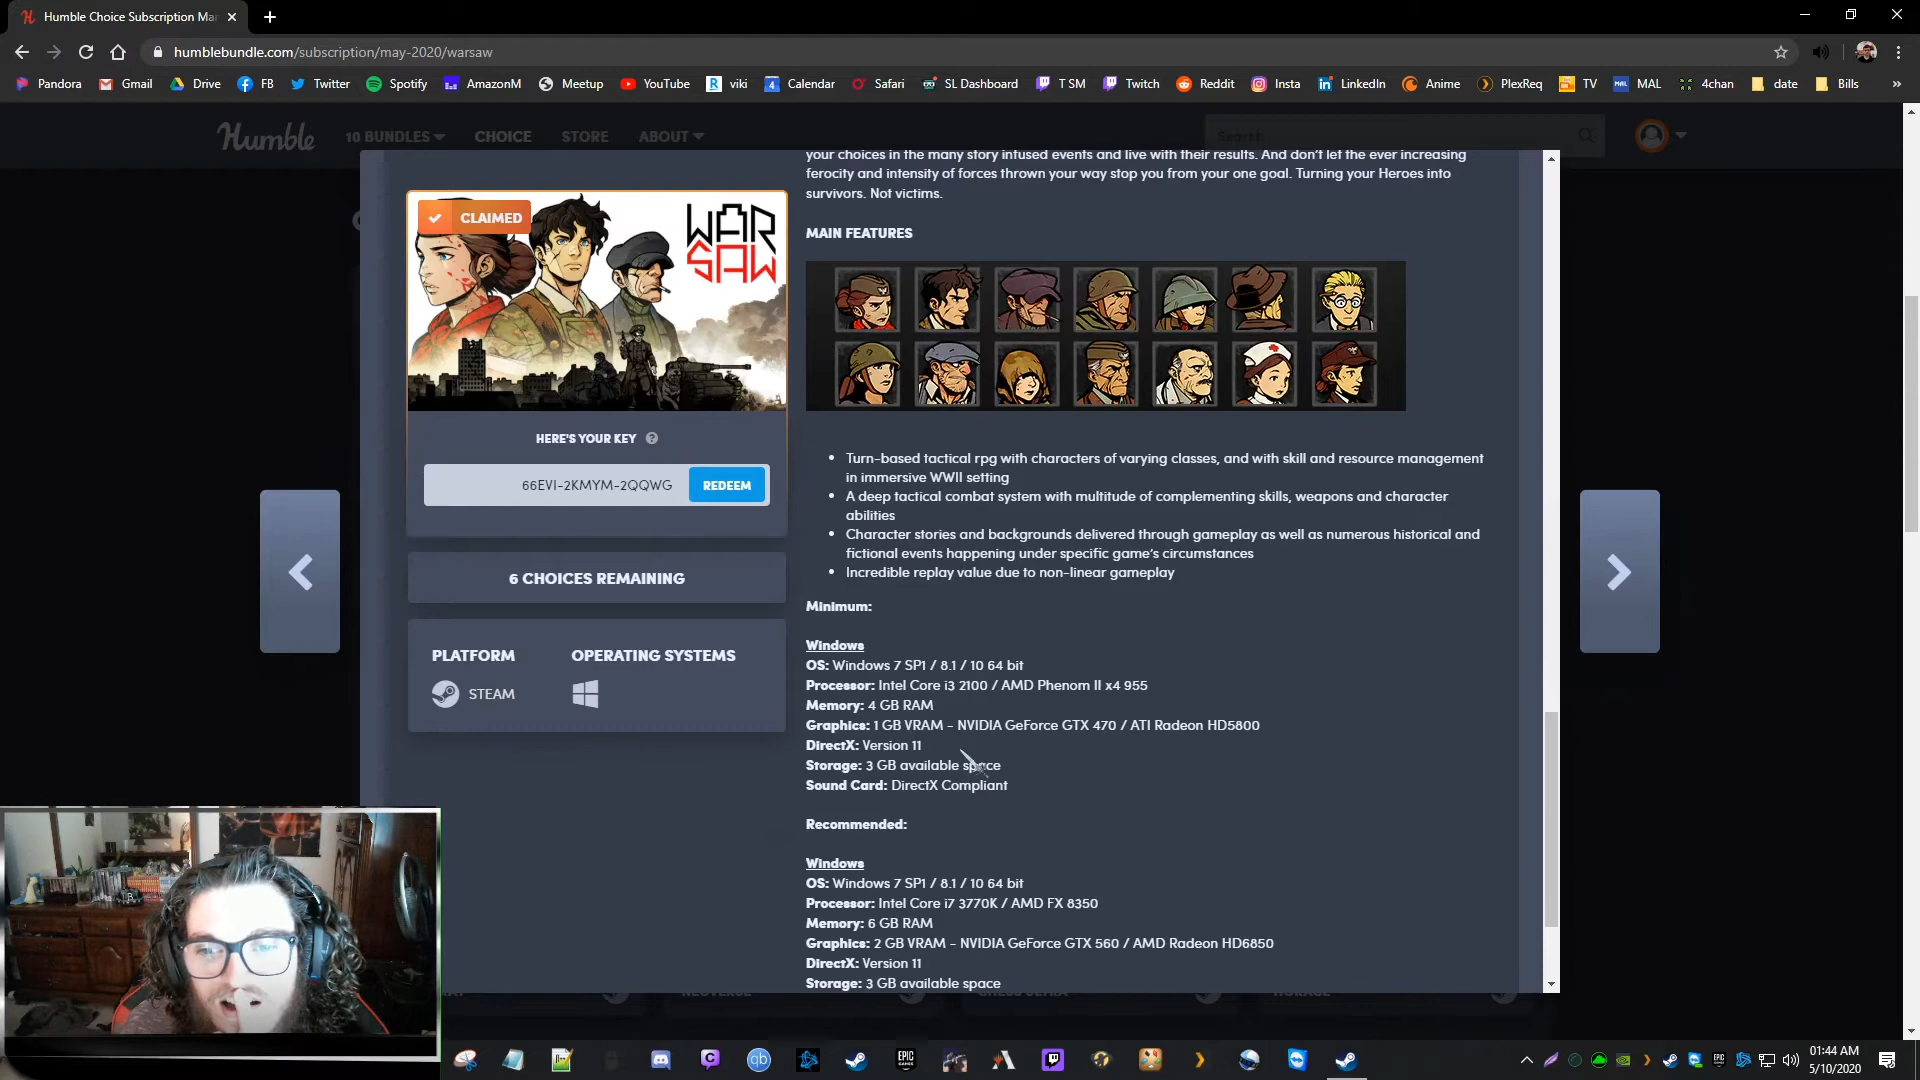 Humble Choice Subscription Mar
humblebundle.com/subscription/may-2020/warsaw
Pandora Gmail Drive FB Twitter Spotify AmazonM Meetup YouTube viki Calendar Safari SL Dashboard T SM Twitch Reddit Insta LinkedIn Anime PlexReq TV MAL 4chan date Bills »
Humble 10 BUNDLES CHOICE STORE ABOUT Search
your choices in the many story infused events and live with their results. And don't let the ever increasing
ferocity and intensity of forces thrown your way stop you from your one goal. Turning your Heroes into
survivors. Not victims.
CLAIMED
WAR
SAW
MAIN FEATURES
HERE'S YOUR KEY ?
66EVI-2KMYM-2QQWG REDEEM
6 CHOICES REMAINING
PLATFORM OPERATING SYSTEMS
STEAM
• Turn-based tactical rpg with characters of varying classes, and with skill and resource management
in immersive WWII setting
• A deep tactical combat system with multitude of complementing skills, weapons and character
abilities
• Character stories and backgrounds delivered through gameplay as well as numerous historical and
fictional events happening under specific game's circumstances
• Incredible replay value due to non-linear gameplay
Minimum:
Windows
OS: Windows 7 SP1 / 8.1 / 10 64 bit
Processor: Intel Core i3 2100 / AMD Phenom II x4 955
Memory: 4 GB RAM
Graphics: 1 GB VRAM - NVIDIA GeForce GTX 470 / ATI Radeon HD5800
DirectX: Version 11
Storage: 3 GB available space
Sound Card: DirectX Compliant
Recommended:
Windows
OS: Windows 7 SP1 / 8.1 / 10 64 bit
Processor: Intel Core i7 3770K / AMD FX 8350
Memory: 6 GB RAM
Graphics: 2 GB VRAM - NVIDIA GeForce GTX 560 / AMD Radeon HD6850
DirectX: Version 11
Storage: 3 GB available space
01:44 AM
5/10/2020